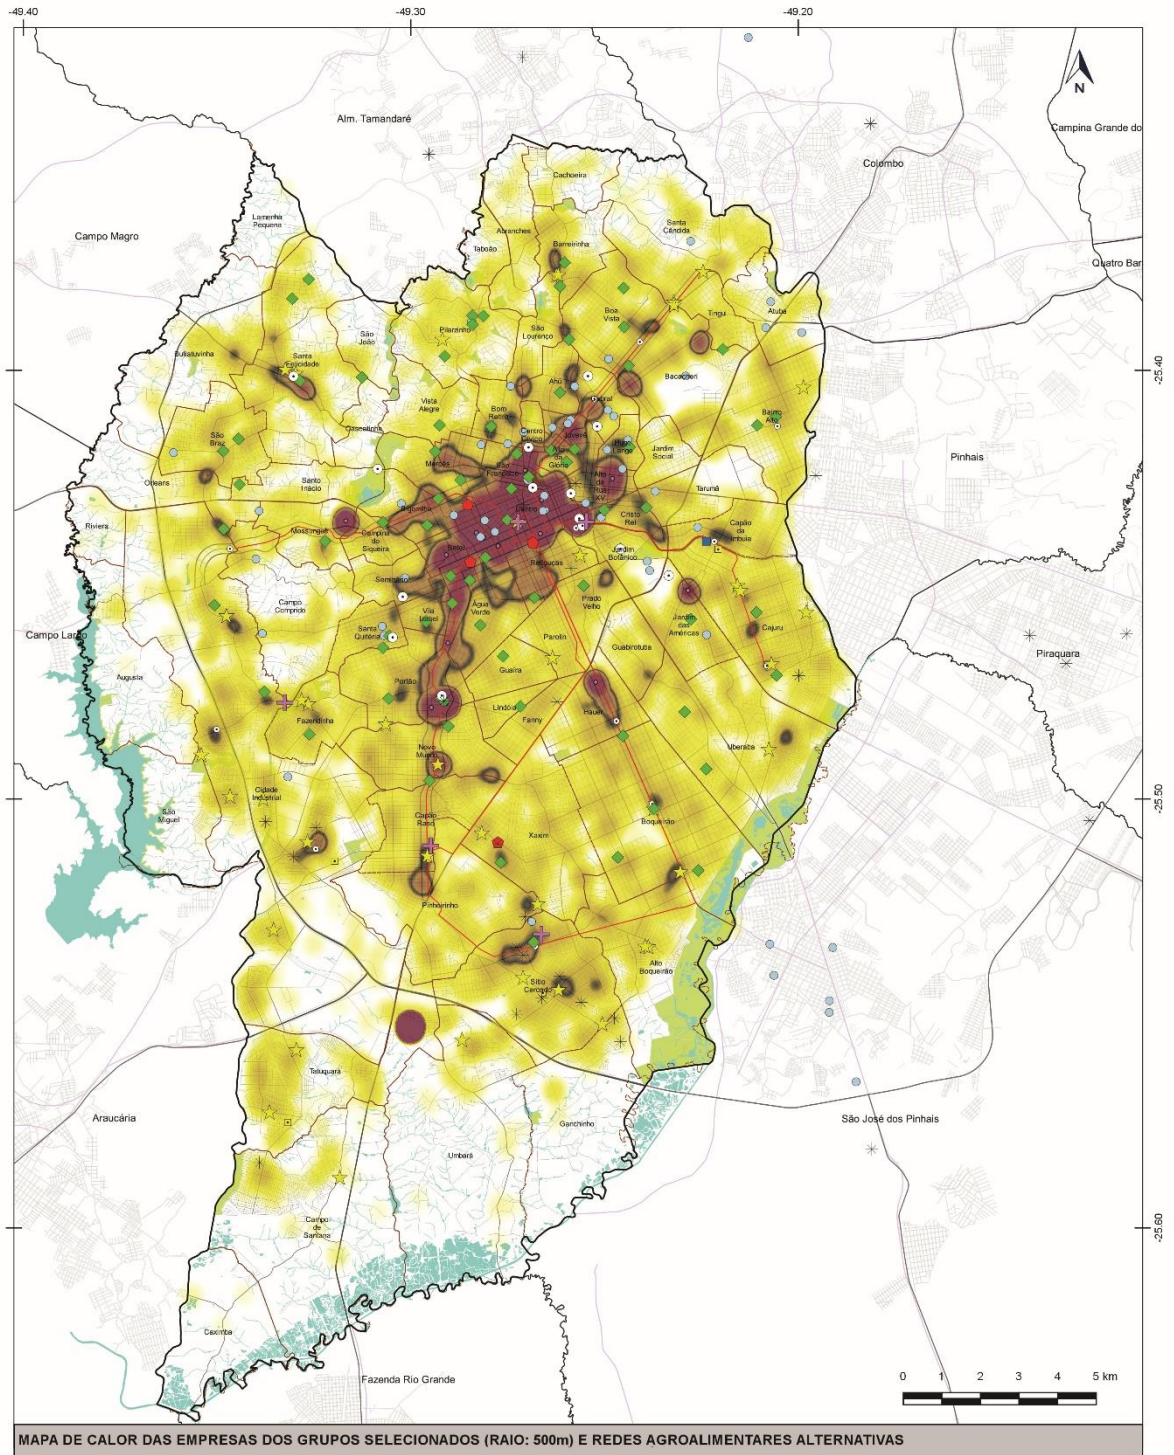 -49.40
-49.30
-49.20
N
Alm. Tamandaré
Campina Grande do
Colombo
Cachoeira
Lamenha
Pequena
Santa
Cândida
Abranches
Campo Magro
Barreirinha
Taboão
Quatro Bar
Boa
Vista
Tingui
Atuba
São
Lourenço
Pilarzinho
São
João
Butiatuvinha
Santa
Felicidade
-25.40
Bacacheri
Ahú
Cabral
Vista
Alegre
Bom
Retiro
Bairro
Alto
Cascatinha
Centro
Cívico
Juvevê
Hugo
Lange
São
Braz
Jardim
Social
Pinhais
Mercês
São
Francisco
Alto
da
Glória
Orleans
Santo
Inácio
Alto
da
Rua
XV
Tarumã
Bigorrilho
Centro
Cristo
Rei
Riviera
Mossunguê
Campina
do
Siqueira
Capão
da
Imbuia
Batel
Rebouças
Jardim
Botânico
Seminário
Campo
Comprido
Água
Verde
Prado
Velho
Vila
Izabel
Jardim
das
Américas
Cajuru
Campo Largo
Santa
Quitéria
Parolin
Guabirotuba
Piraquara
Augusta
Guaíra
Portão
Lindóia
Fanny
Hauer
Fazendinha
Novo
Mundo
Uberaba
Cidade
Industrial
-25.50
São
Miguel
Capão
Raso
Xaxim
Boqueirão
Pinheirinho
Alto
Boqueirão
Sítio
Cercado
Tatuquara
Araucária
Ganchinho
São José dos Pinhais
Umbará
Campo
de
Santana
-25.60
Caximba
Fazenda Rio Grande
0 1 2 3 4 5 km
MAPA DE CALOR DAS EMPRESAS DOS GRUPOS SELECIONADOS (RAIO: 500m) E REDES AGROALIMENTARES ALTERNATIVAS